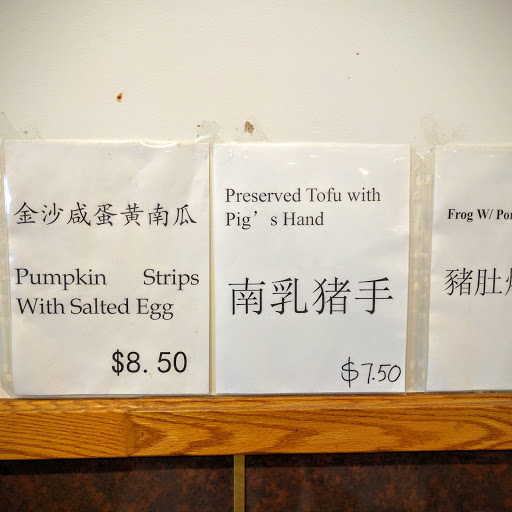 金沙咸蛋黄南瓜
Pumpkin Strips
With Salted Egg
$8.50
Preserved Tofu with
Pig’s Hand
南乳猪手
$7.50
Frog W/ Por
豬肚